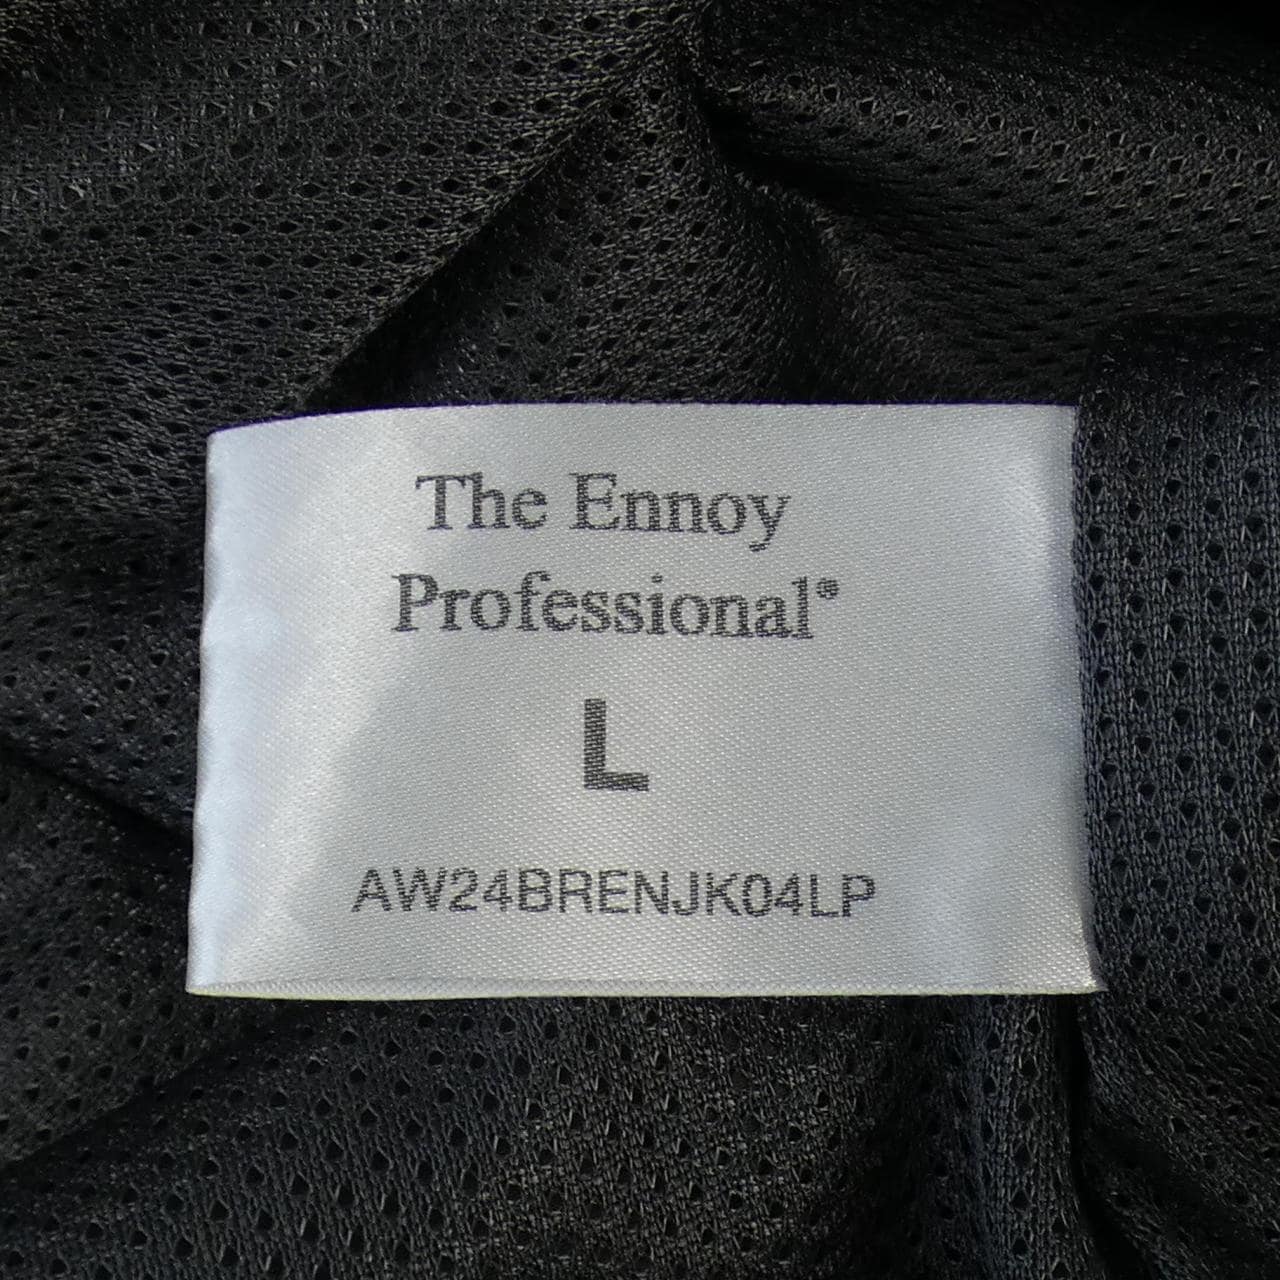 The Ennoy
Professional®
L
AW24BRENJK04LP